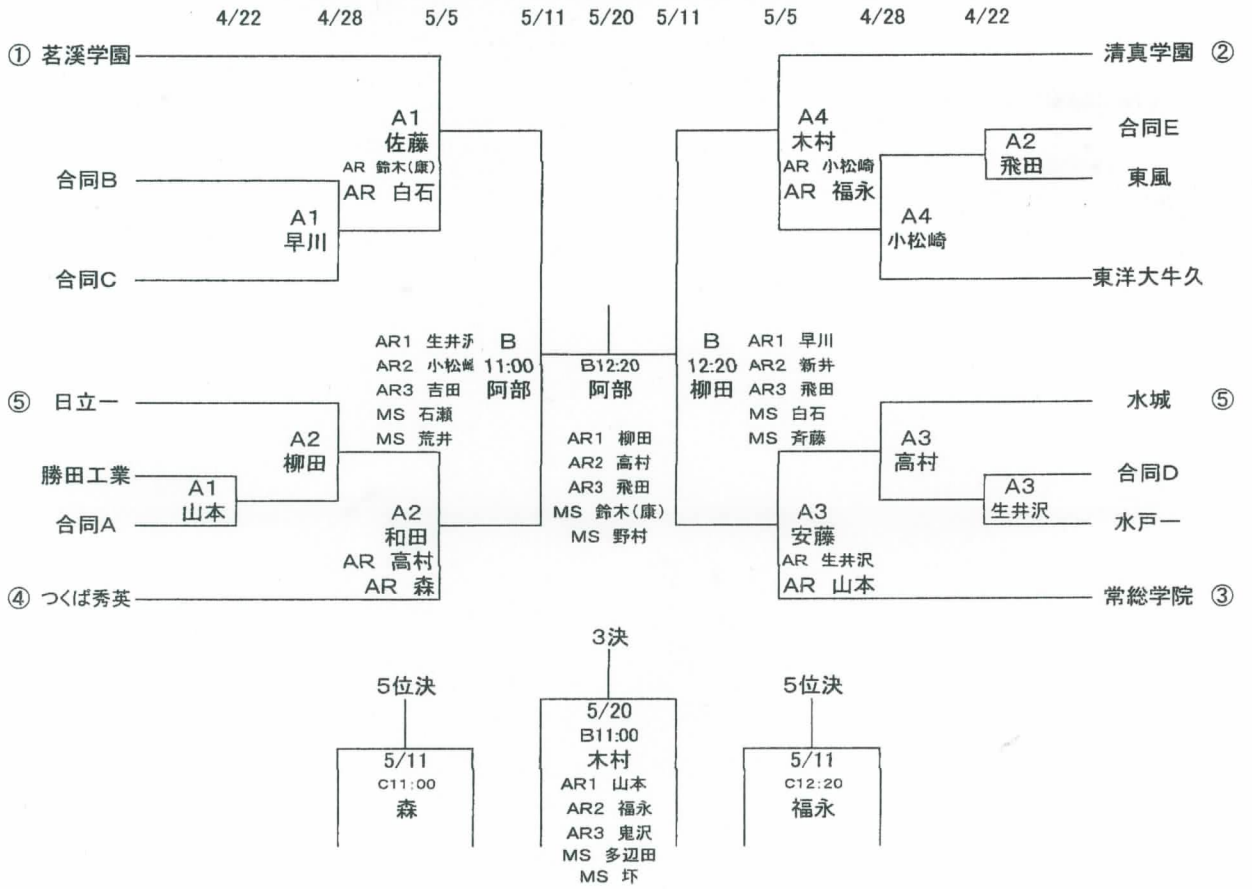 4/22 4/28 5/5 5/11 5/20 5/11 5/5 4/28 4/22
① 茗溪学園
清真学園 ②
A1
佐藤
AR 鈴木(康)
AR 白石
合同B
A1
早川
合同C
A4
木村
AR 小松崎
AR 福永
合同E
A2
飛田
東風
A4
小松崎
東洋大牛久
AR1 生井沢
AR2 小松崎
AR3 吉田
MS 石瀬
MS 荒井
B
11:00
阿部
B12:20
阿部
AR1 柳田
AR2 高村
AR3 飛田
MS 鈴木(康)
MS 野村
B
12:20
柳田
AR1 早川
AR2 新井
AR3 飛田
MS 白石
MS 斉藤
⑤ 日立一
A2
柳田
勝田工業
A1
山本
合同A
A2
和田
AR 高村
AR 森
④ つくば秀英
水城 ⑤
A3
高村
合同D
A3
生井沢
水戸一
A3
安藤
AR 生井沢
AR 山本
常総学院 ③
5位決
5/11
C11:00
森
3決
5/20
B11:00
木村
AR1 山本
AR2 福永
AR3 鬼沢
MS 多辺田
MS 圷
5位決
5/11
C12:20
福永